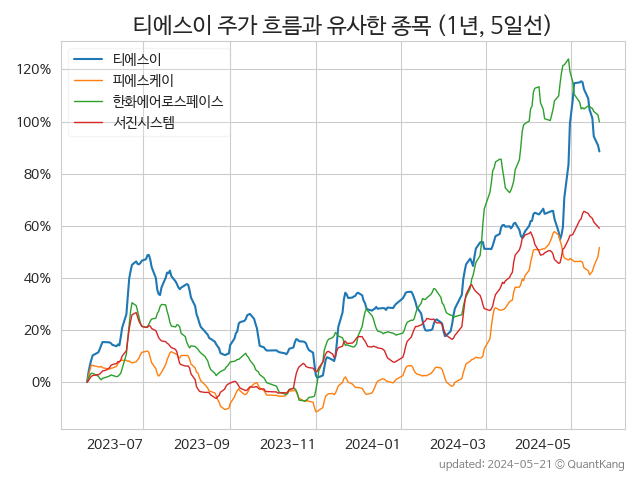 티에스이 주가 흐름과 유사한 종목 (1년, 5일선)
티에스이
피에스케이
한화에어로스페이스
서진시스템
120%
100%
80%
60%
40%
20%
0%
2023-07 2023-09 2023-11 2024-01 2024-03 2024-05
updated: 2024-05-21 © QuantKang